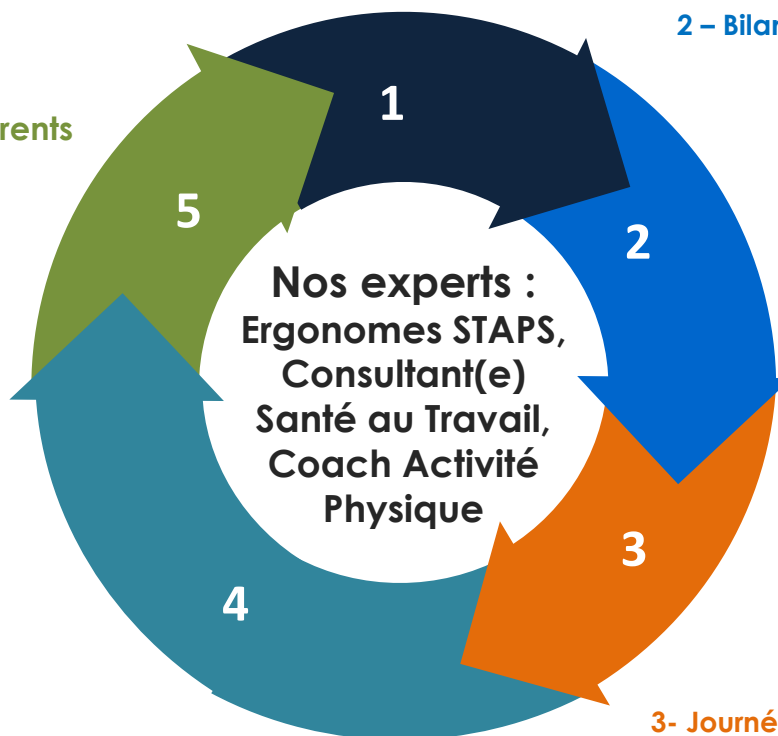 2 – Bilan
1
rents
5
2
Nos experts :
Ergonomes STAPS,
Consultant(e)
Santé au Travail,
Coach Activité
Physique
3
4
3- Journé